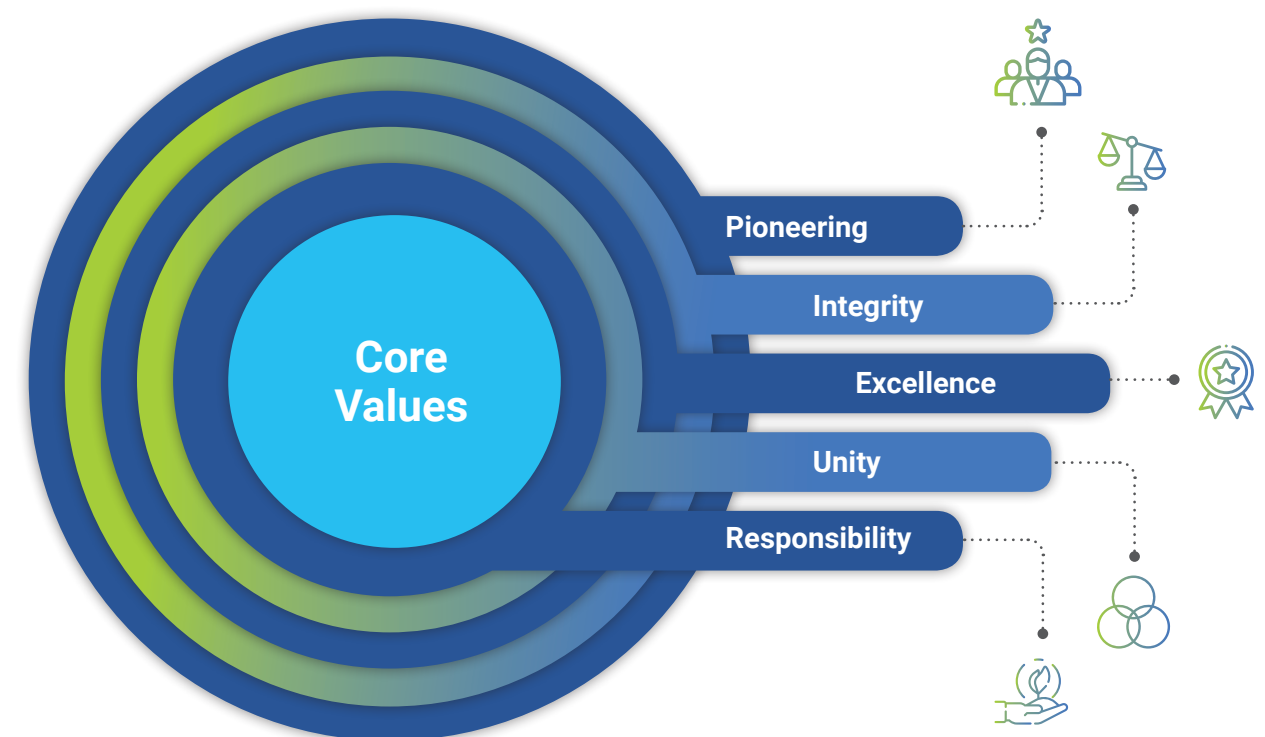 Core
Values
Pioneering
Integrity
Excellence
Unity
Responsibility